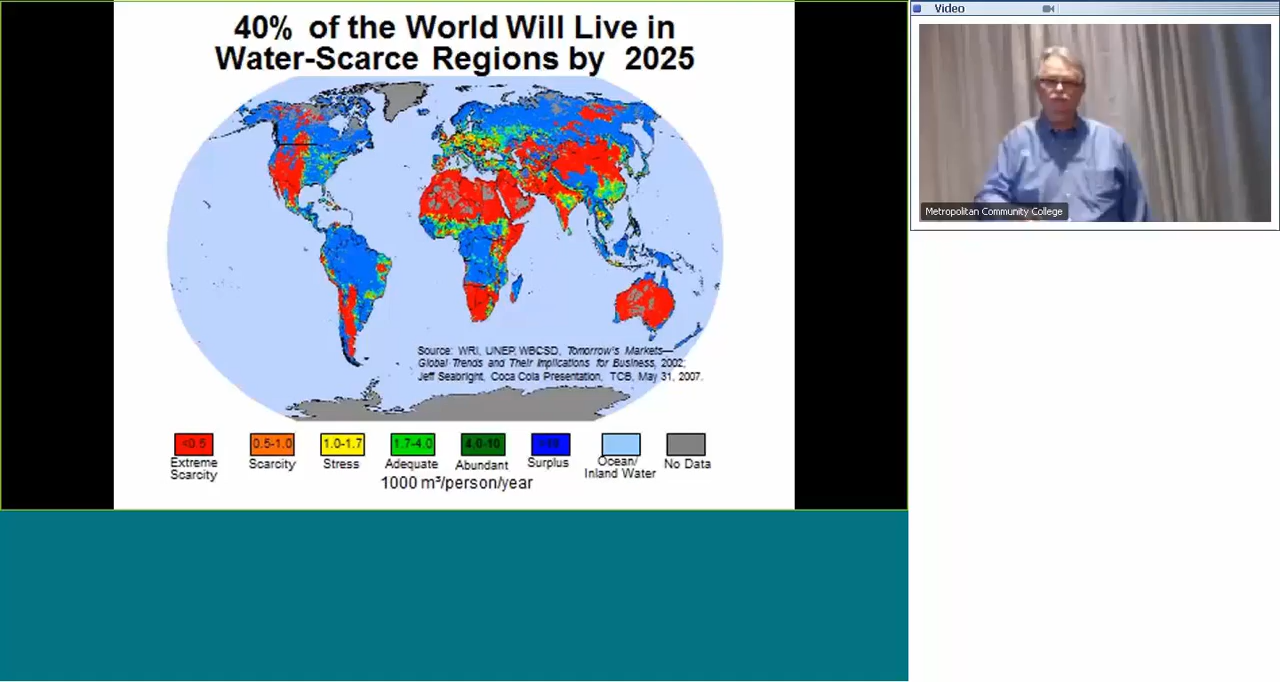 40% of the World Will Live in
Water-Scarce Regions by 2025
Source: WRI, UNEP, WBCSD, Tomorrow's Markets—
Global Trends and Their Implications for Business, 2002;
Jeff Seabright, Coca Cola Presentation, TCB, May 31, 2007.
<0.5
0.5-1.0
1.0-1.7
1.7-4.0
4.0-10
>10
Extreme
Scarcity
Scarcity
Stress
Adequate
Abundant
Surplus
Ocean/
Inland Water
No Data
1000 m³/person/year
Video
Metropolitan Community College